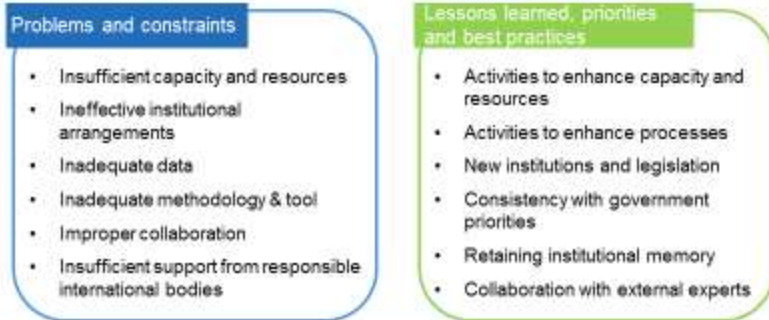 Problems and constraints
• Insufficient capacity and resources
• Ineffective institutional
arrangements
• Inadequate data
• Inadequate methodology & tool
• Improper collaboration
• Insufficient support from responsible
international bodies
Lessons learned, priorities
and best practices
• Activities to enhance capacity and
resources
• Activities to enhance processes
• New institutions and legislation
• Consistency with government
priorities
• Retaining institutional memory
• Collaboration with external experts